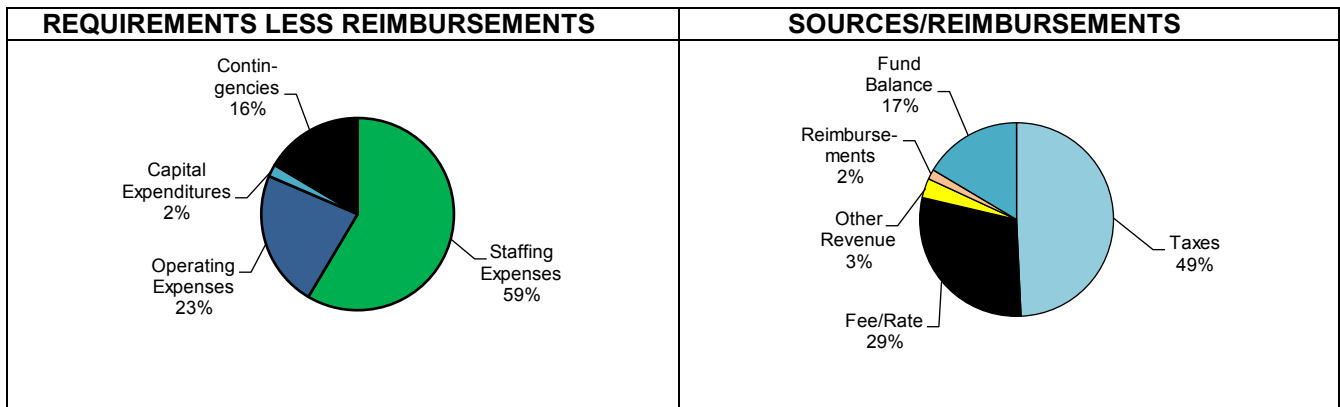 REQUIREMENTS LESS REIMBURSEMENTS
Contin-
gencies
16%
Capital
Expenditures
2%
Operating
Expenses
23%
Staffing
Expenses
59%
SOURCES/REIMBURSEMENTS
Fund
Balance
17%
Reimburse-
ments
2%
Other
Revenue
3%
Fee/Rate
29%
Taxes
49%